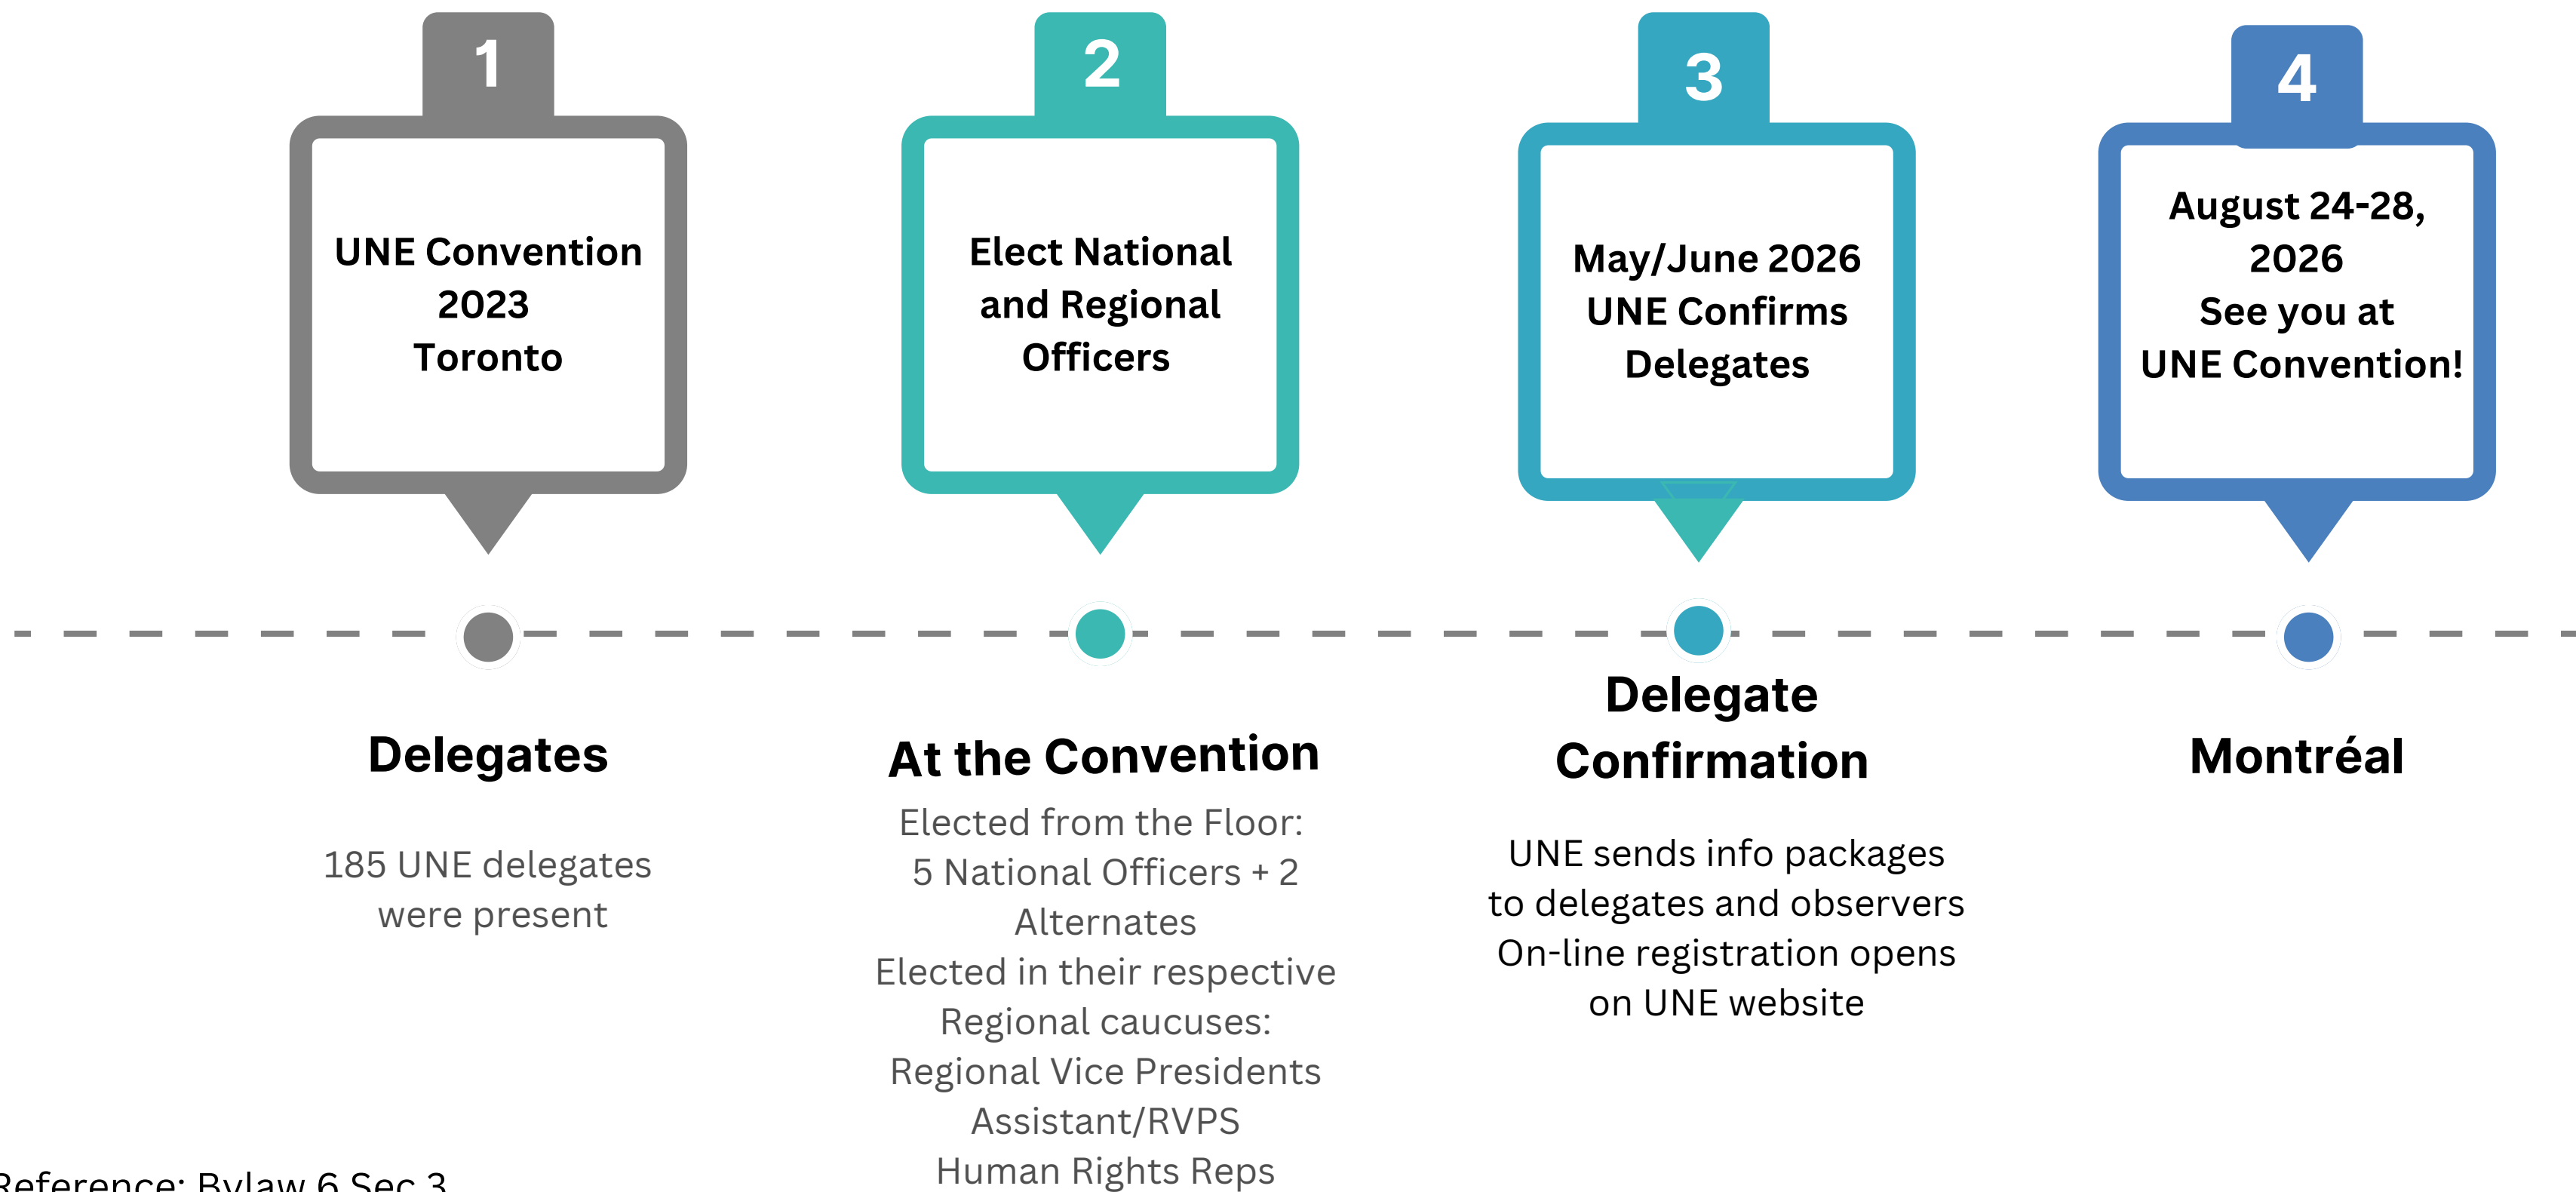 1
UNE Convention
2023
Toronto
Delegates
185 UNE delegates
were present
2
Elect National
and Regional
Officers
At the Convention
Elected from the Floor:
5 National Officers + 2
Alternates
Elected in their respective
Regional caucuses:
Regional Vice Presidents
Assistant/RVPS
Human Rights Reps
3
May/June 2026
UNE Confirms
Delegates
Delegate
Confirmation
UNE sends info packages
to delegates and observers
On-line registration opens
on UNE website
4
August 24-28,
2026
See you at
UNE Convention!
Montréal
Reference: Bylaw 6 Sec 3